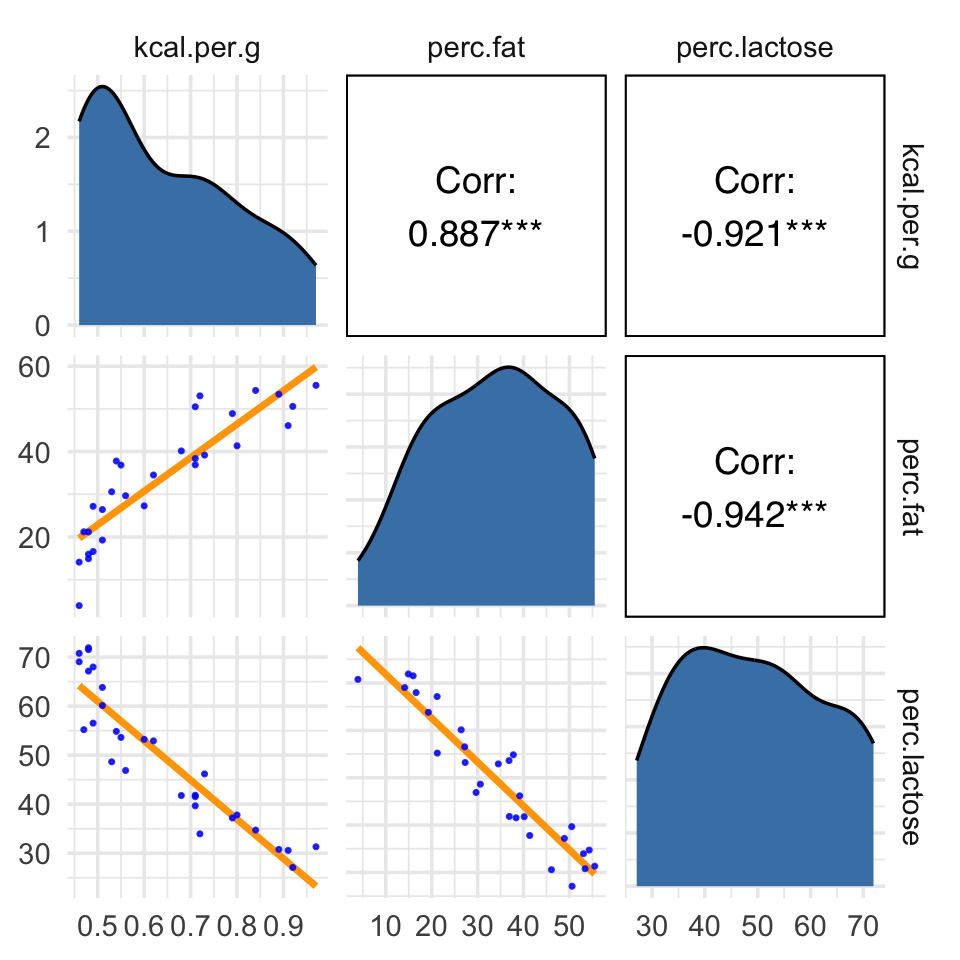 kcal.per.g perc.fat perc.lactose
2
1
0
Corr:
0.887***
Corr:
-0.921***
kcal.per.g
60
40
20
Corr:
-0.942***
perc.fat
70
60
50
40
30
perc.lactose
0.5 0.6 0.7 0.8 0.9
10 20 30 40 50
30 40 50 60 70